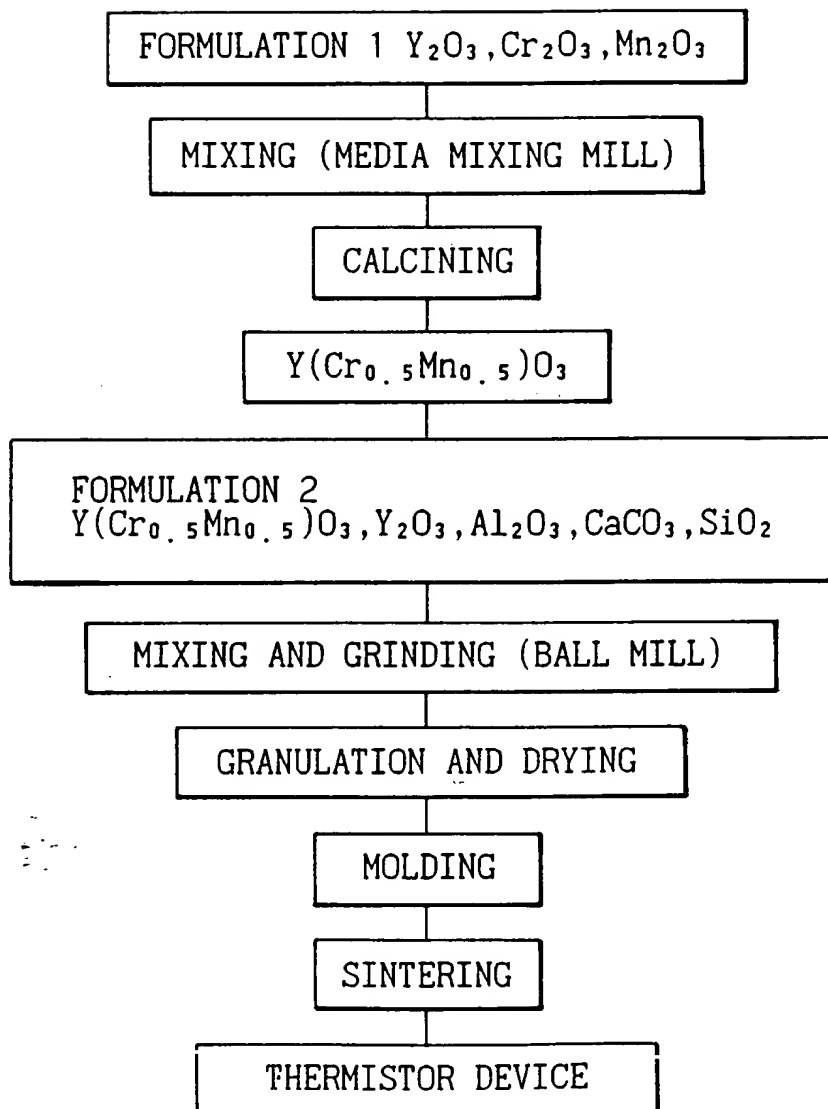 FORMULATION 1 Y₂O₃,Cr₂O₃,Mn₂O₃
MIXING (MEDIA MIXING MILL)
CALCINING
Y(Cr₀.₅Mn₀.₅)O₃
FORMULATION 2
Y(Cr₀.₅Mn₀.₅)O₃,Y₂O₃,Al₂O₃,CaCO₃,SiO₂
MIXING AND GRINDING (BALL MILL)
GRANULATION AND DRYING
MOLDING
SINTERING
THERMISTOR DEVICE